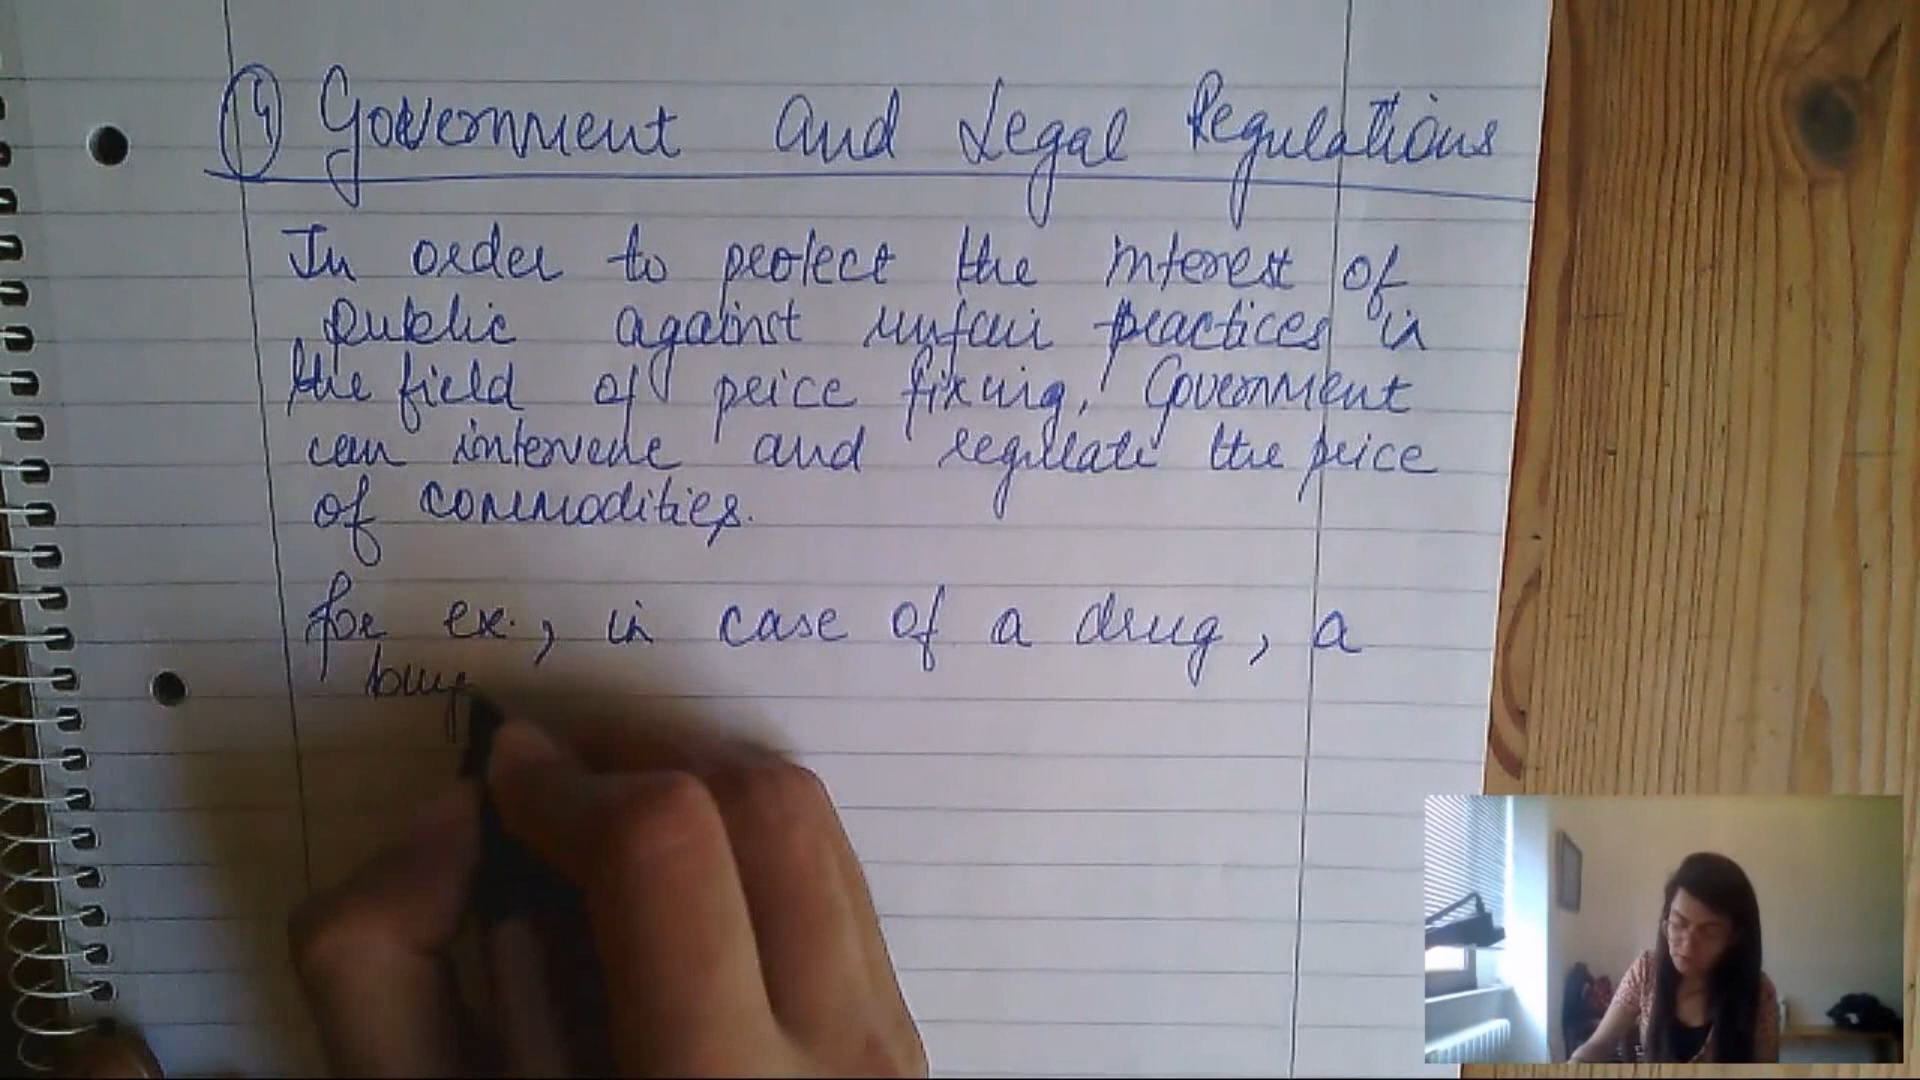 4 Government and Legal Regulations
In order to protect the interest of
public against unfair practices in
the field of price fixing, Government
can intervene and regulate the price
of commodities.
for ex., in case of a drug, a
buy